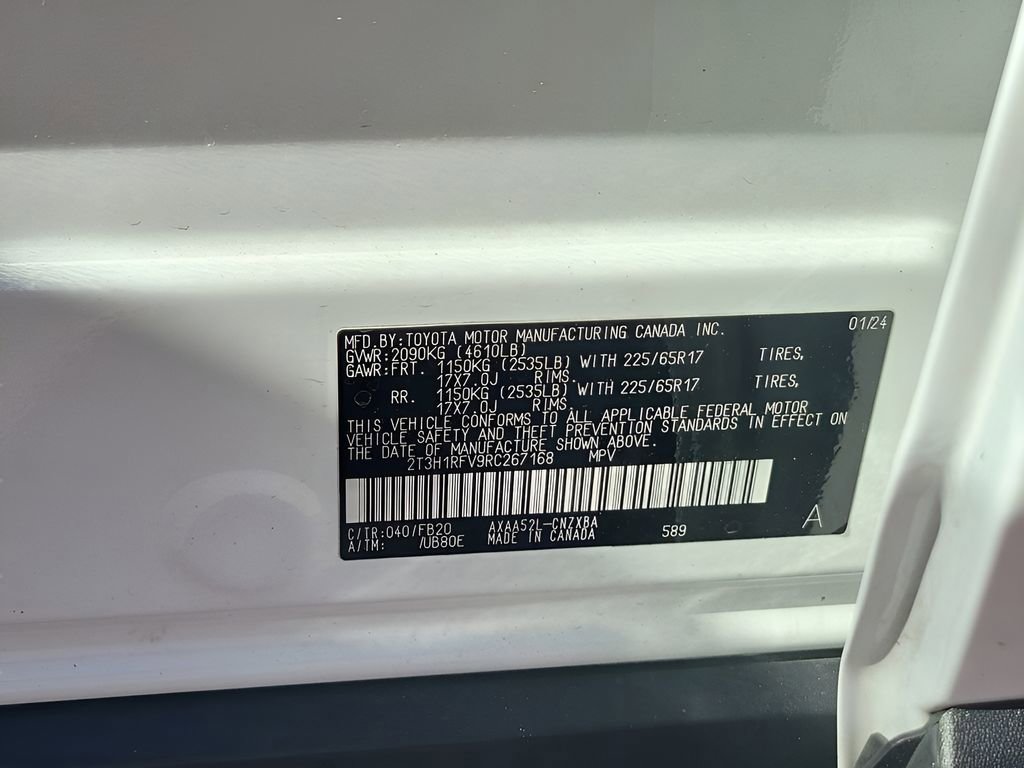 MFD.BY:TOYOTA MOTOR MANUFACTURING CANADA INC. 01/24
GVWR:2090KG (4610LB)
GAWR:FRT. 1150KG (2535LB) WITH 225/65R17 TIRES,
17X7.0J RIMS.
RR. 1150KG (2535LB) WITH 225/65R17 TIRES,
17X7.0J RIMS.
THIS VEHICLE CONFORMS TO ALL APPLICABLE FEDERAL MOTOR
VEHICLE SAFETY AND THEFT PREVENTION STANDARDS IN EFFECT ON
THE DATE OF MANUFACTURE SHOWN ABOVE.
2T3H1RFV9RC267168 MPV
C/TR:040/FB20 AXAA52L-CNZXBA 589 A
A/TM: /UB80E MADE IN CANADA